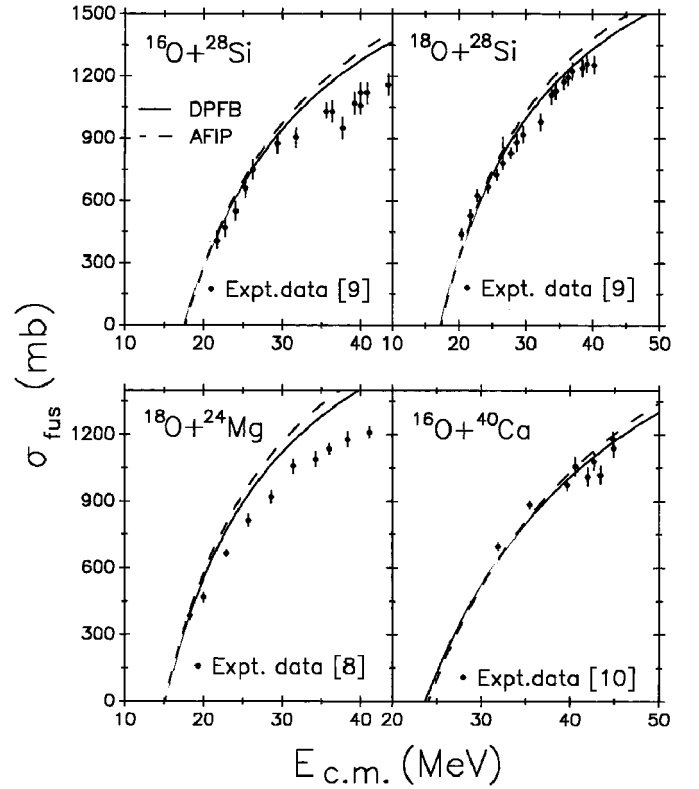 1500
1200
900
600
300
0
¹⁶O+²⁸Si
DPFB
AFIP
Expt.data [9]
10 20 30 40
¹⁸O+²⁸Si
Expt. data [9]
10 20 30 40 50
σfus (mb)
1200
900
600
300
0
¹⁸O+²⁴Mg
Expt. data [8]
10 20 30 40
¹⁶O+⁴⁰Ca
Expt.data [10]
20 30 40 50
E c.m. (MeV)